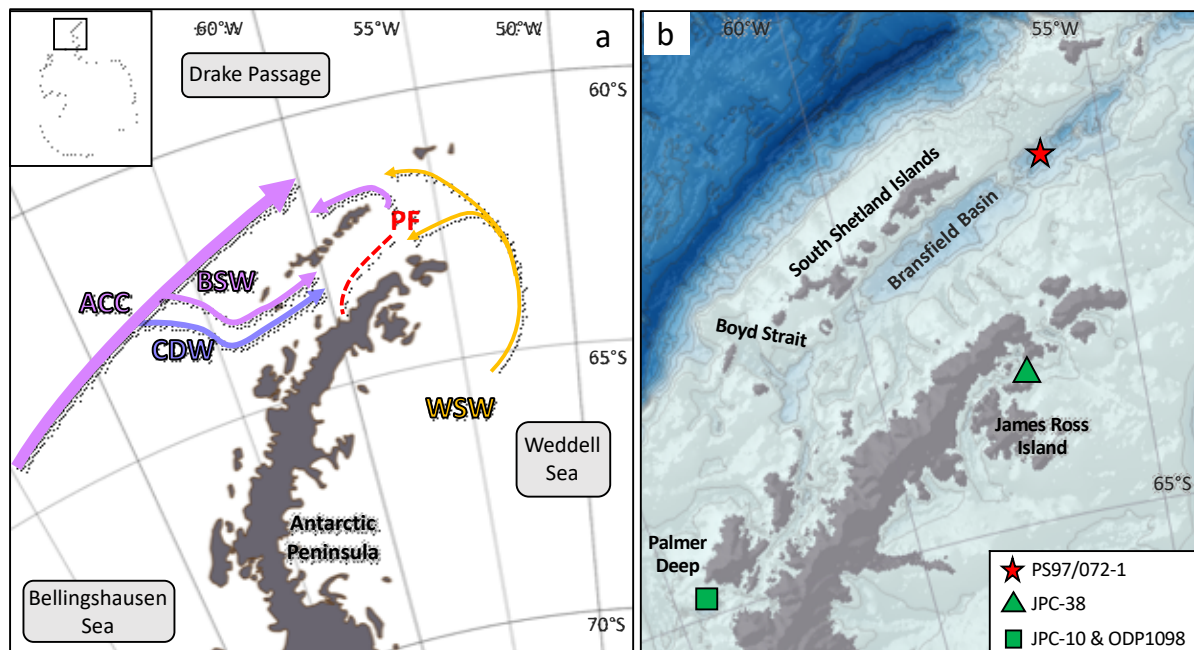 60°W
55°W
50°W
a
Drake Passage
60°S
PF
BSW
ACC
CDW
65°S
WSW
Weddell
Sea
Antarctic
Peninsula
Bellingshausen
Sea
70°S
b
60°W
55°W
South Shetland Islands
Bransfield Basin
Boyd Strait
James Ross
Island
65°S
Palmer
Deep
PS97/072-1
JPC-38
JPC-10 & ODP1098